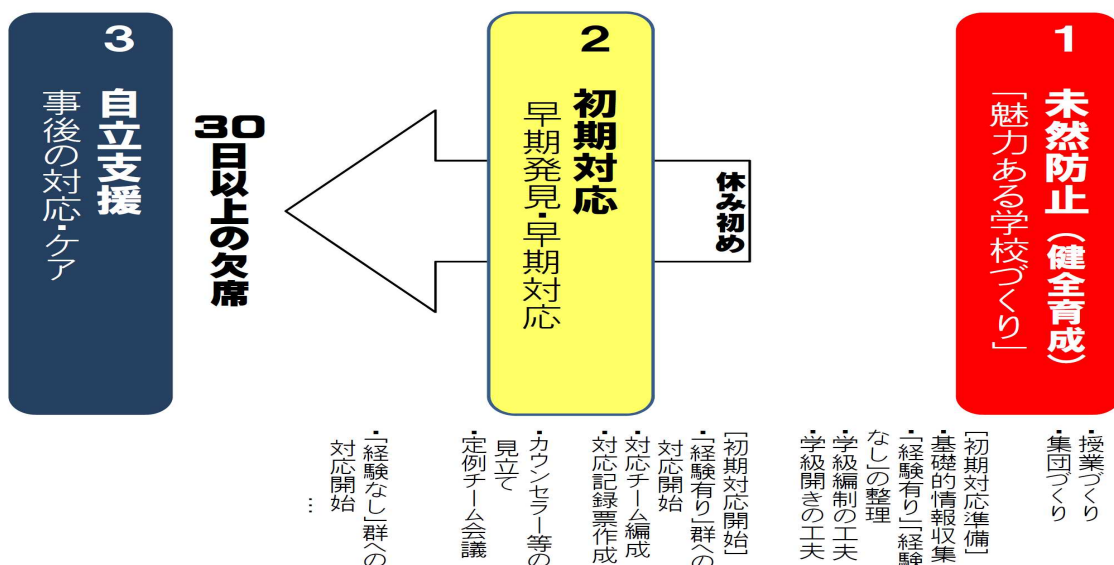 1
未然防止（健全育成）
「魅力ある学校づくり」
・授業づくり
・集団づくり
［初期対応準備］
・基礎的情報収集
・「経験有り」「経験
なし」の整理
・学級編制の工夫
・学級開きの工夫
休み初め
2
初期対応
早期発見・早期対応
［初期対応開始］
・「経験有り」群への
対応開始
・対応チーム編成
・対応記録票作成
・カウンセラー等の
見立て
・定例チーム会議
・「経験なし」群への
対応開始
…
30日以上の欠席
3
自立支援
事後の対応・ケア